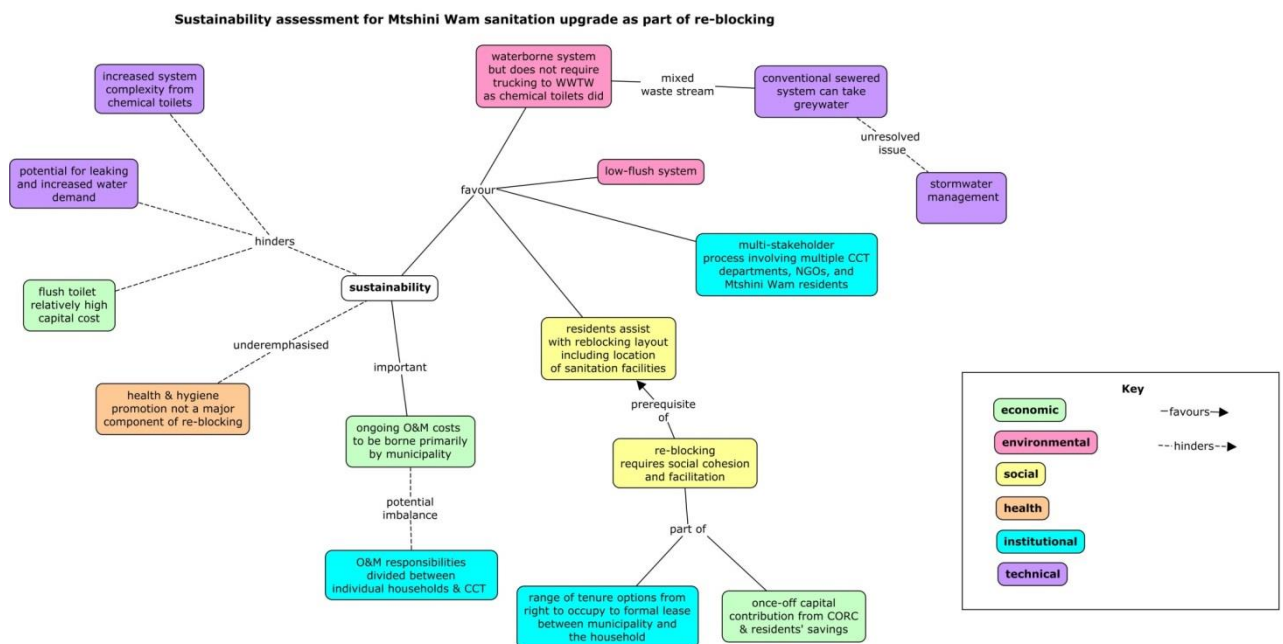 Sustainability assessment for Mtshini Wam sanitation upgrade as part of re-blocking
increased system
complexity from
chemical toilets
waterborne system
but does not require
trucking to WWTW
as chemical toilets did
mixed
waste stream
conventional sewered
system can take
greywater
unresolved
issue
stormwater
management
potential for leaking
and increased water
demand
low-flush system
favour
hinders
multi-stakeholder
process involving multiple CCT
departments, NGOs, and
Mtshini Wam residents
flush toilet
relatively high
capital cost
sustainability
underemphasised
important
residents assist
with reblocking layout
including location
of sanitation facilities
health & hygiene
promotion not a major
component of re-blocking
prerequisite
of
ongoing O&M costs
to be borne primarily
by municipality
re-blocking
requires social cohesion
and facilitation
potential
imbalance
part of
O&M responsibilities
divided between
individual households & CCT
range of tenure options from
right to occupy to formal lease
between municipality and
the household
once-off capital
contribution from CORC
& residents' savings
Key
economic
favours
environmental
hinders
social
health
institutional
technical